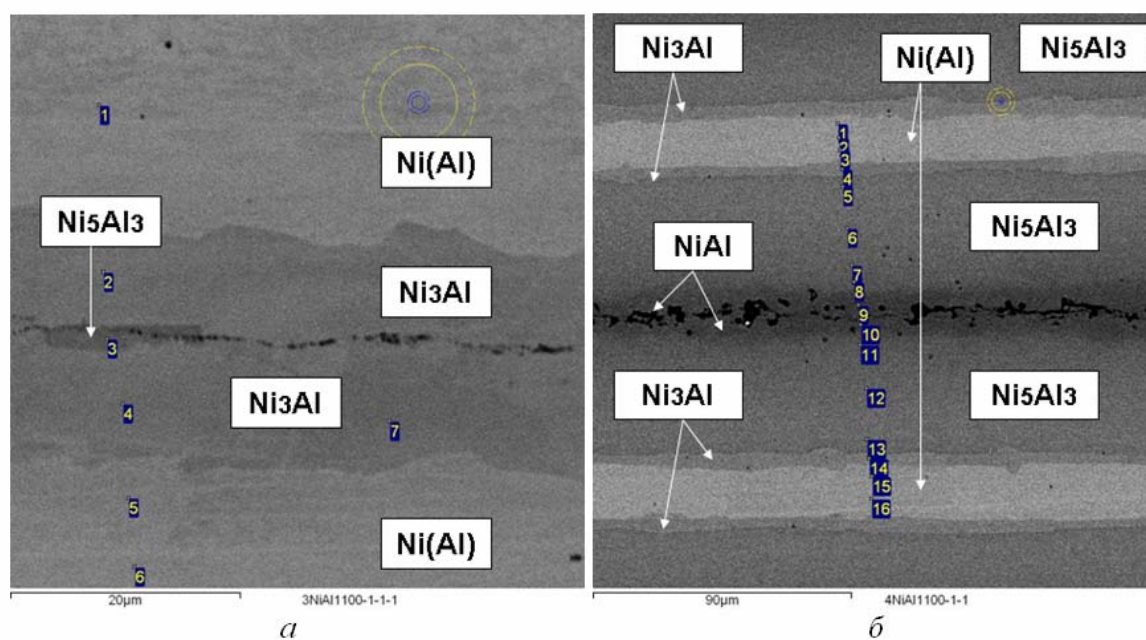 1
Ni(Al)
Ni5Al3
2
Ni3Al
3
Ni3Al
4
7
5
Ni(Al)
6
20µm
3NiAl1100-1-1-1
а
Ni3Al
Ni(Al)
Ni5Al3
1
2
3
4
5
NiAl
6
Ni5Al3
7
8
9
10
11
Ni3Al
12
Ni5Al3
13
14
15
16
90µm
4NiAl1100-1-1
б